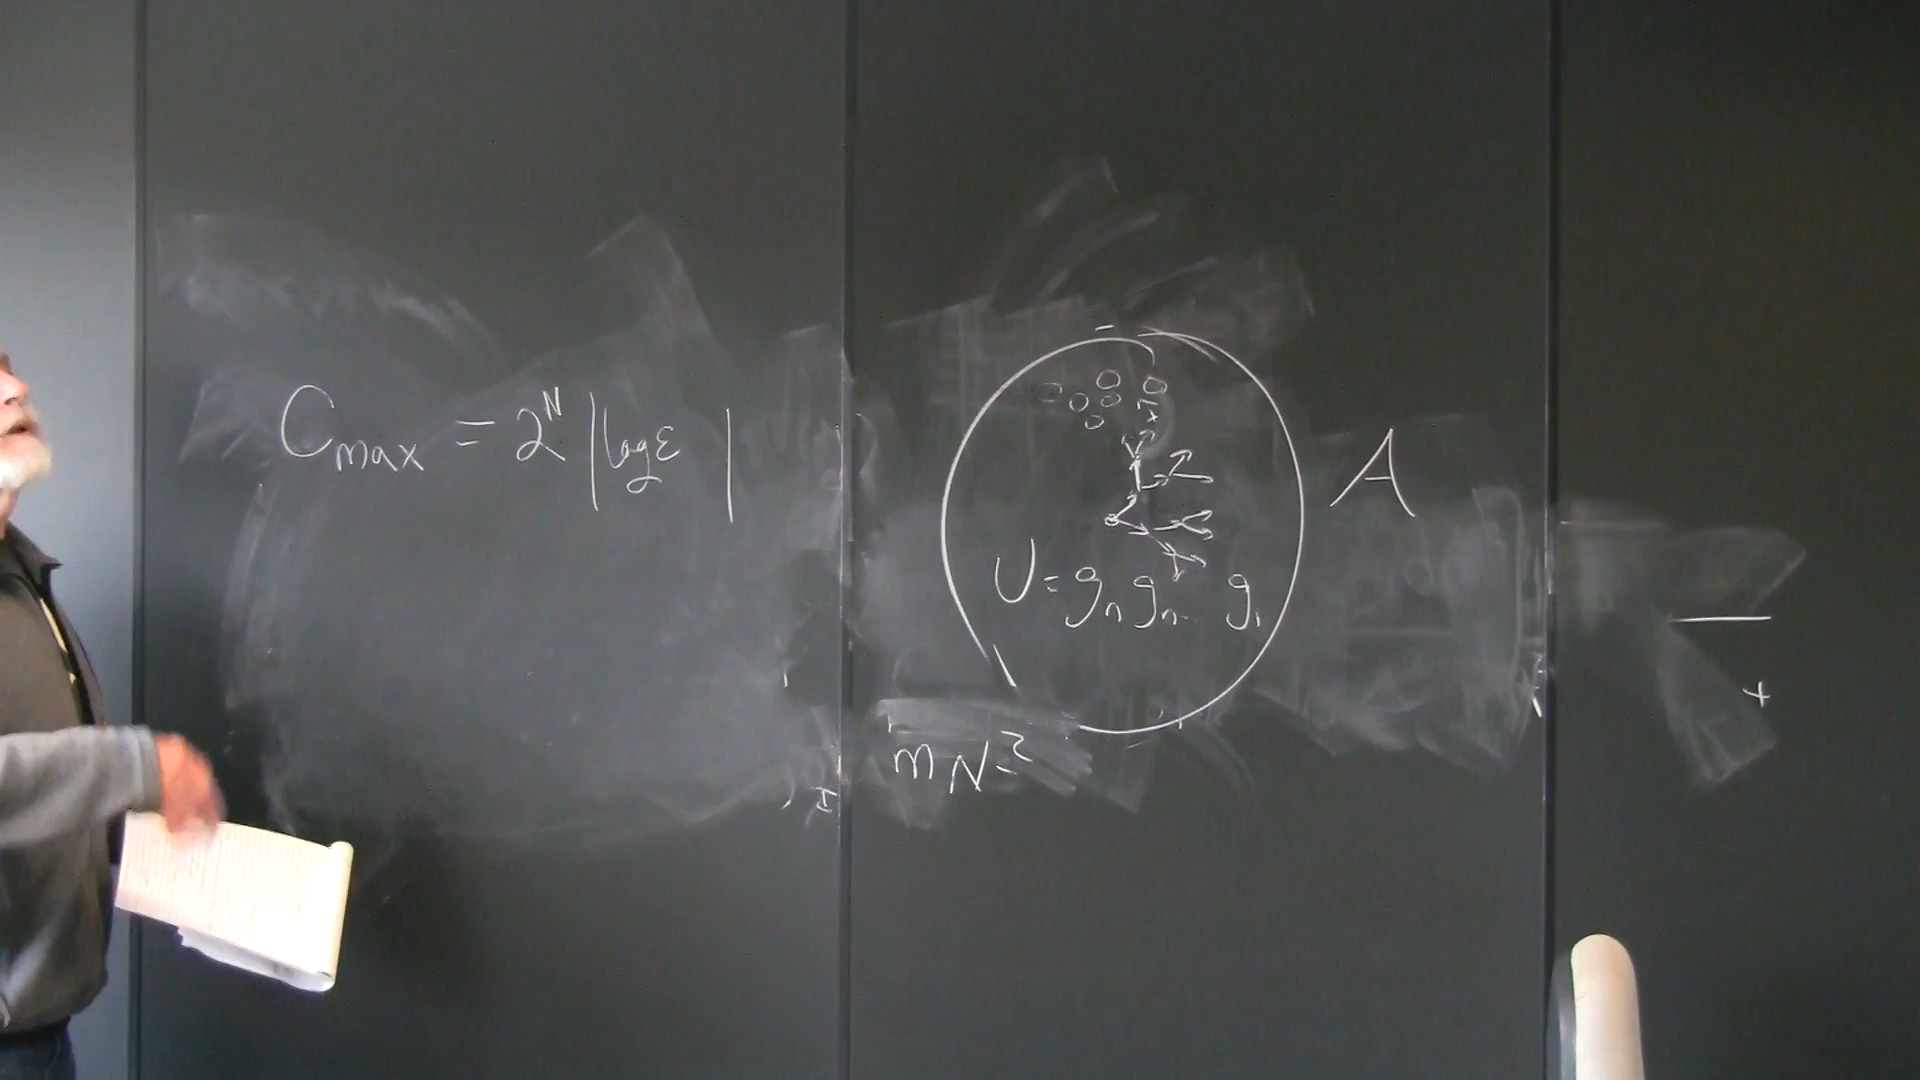 C_max = 2^N |log ε|
A
U = g_n g_n.. g_1
m N = 2
+